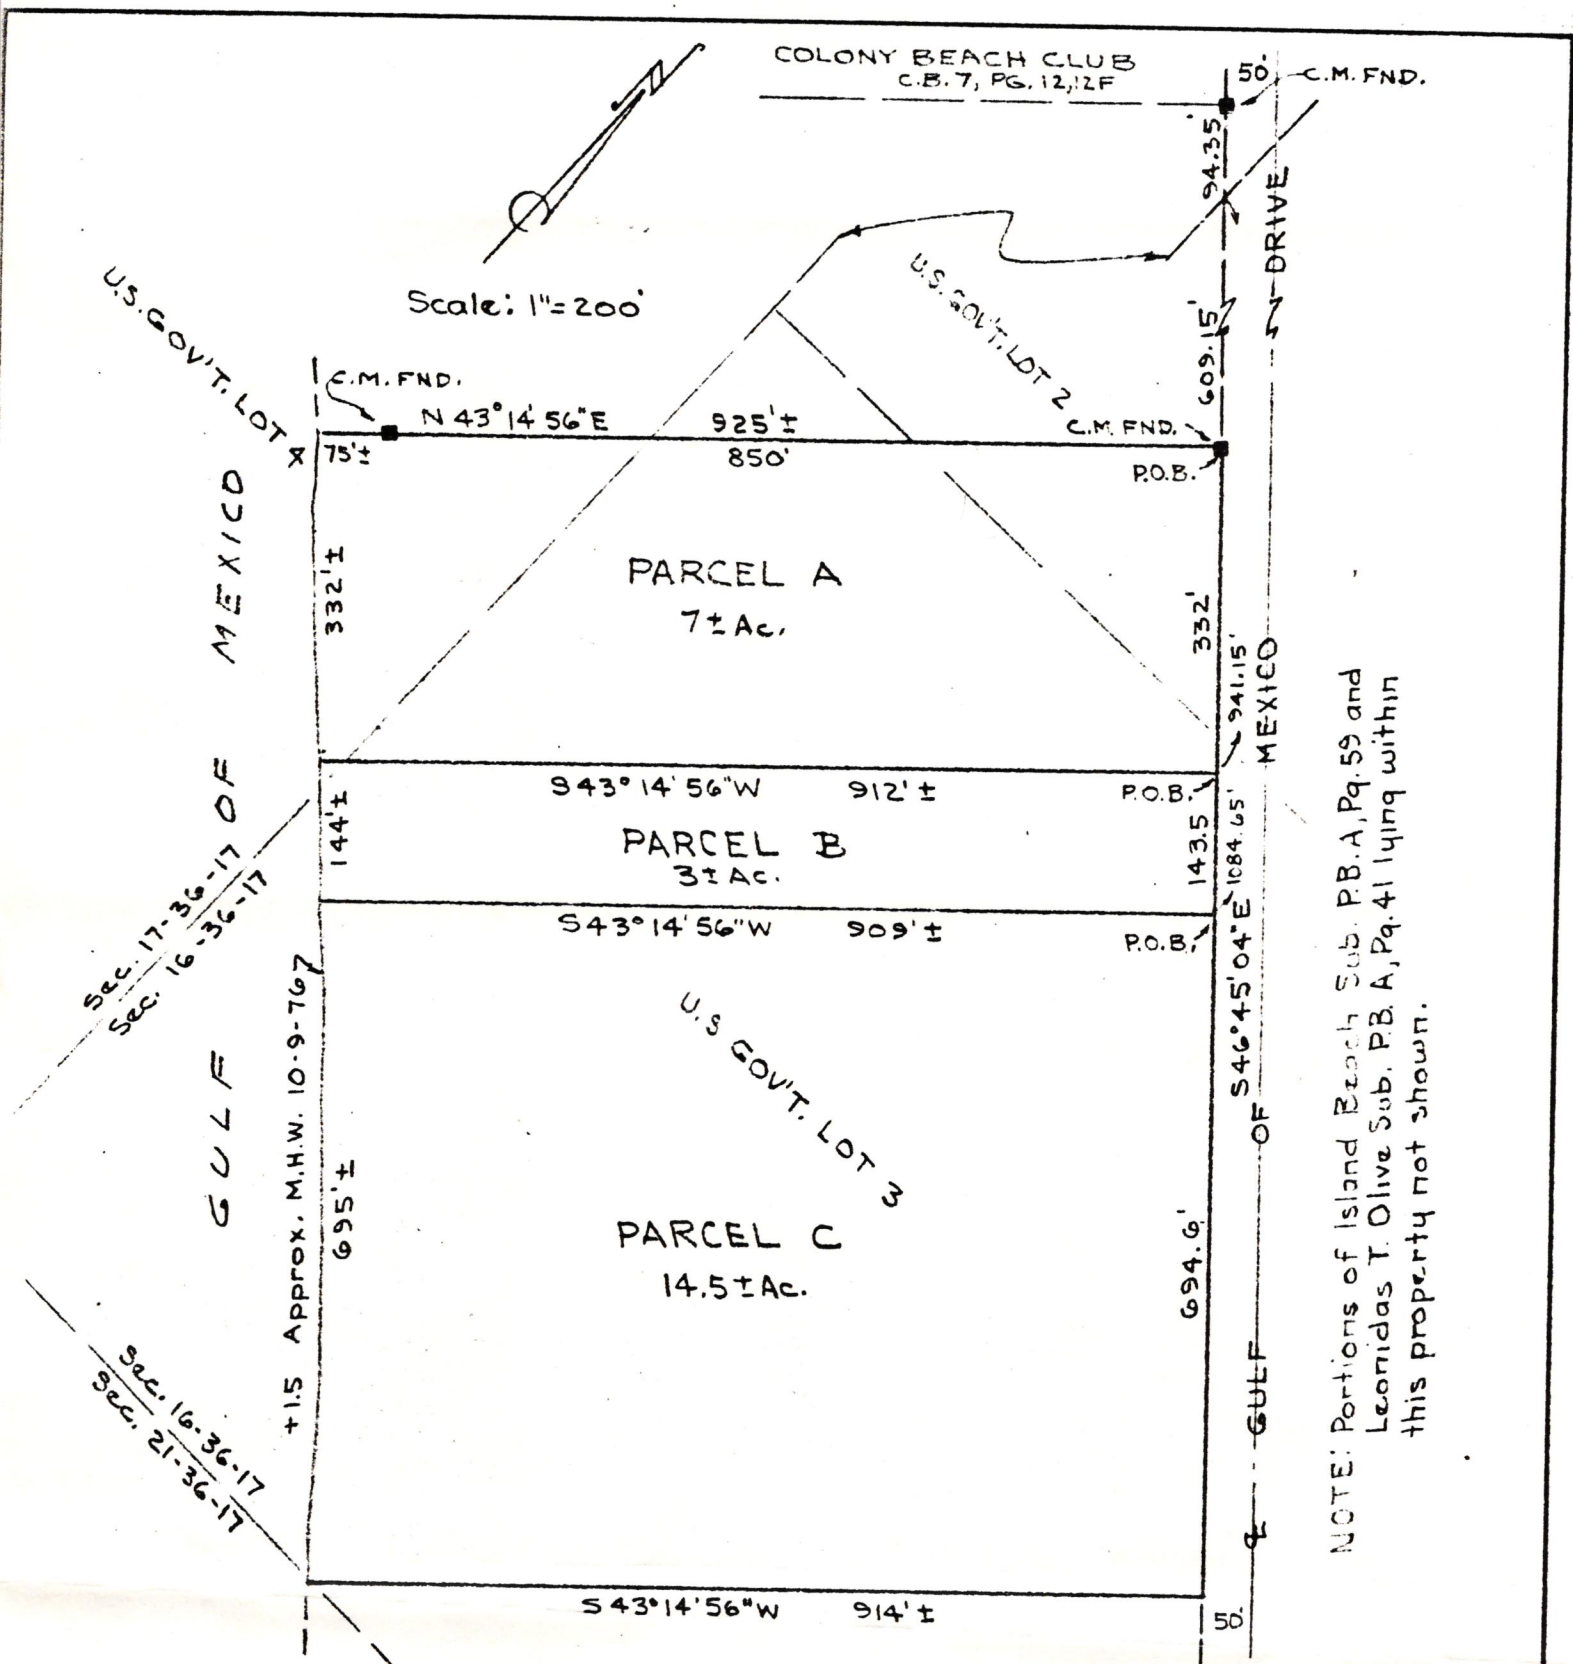 COLONY BEACH CLUB
C.B. 7, PG. 12,12F
50'
C.M. FND.
94.35'
DRIVE
Scale: 1"=200'
U.S. GOV'T. LOT
U.S. GOV'T. LOT 2
609.15'
C.M. FND.
N 43° 14' 56" E
925'±
C.M. FND.
75'±
850'
P.O.B.
GULF OF MEXICO
332'±
PARCEL A
7± Ac.
332'
941.15'
S43° 14' 56" W
912'±
P.O.B.
144'±
PARCEL B
3± Ac.
143.5
1084.65'
S43° 14' 56" W
909'±
P.O.B.
Sec. 17-36-17
Sec. 16-36-17
S46° 45' 04" E
GULF OF MEXICO
+1.5 Approx. M.H.W. 10-9-76
695'±
U.S GOV'T. LOT 3
PARCEL C
14.5± Ac.
694.6'
Sec. 16-36-17
Sec. 21-36-17
S43° 14' 56" W
914'±
50'
NOTE: Portions of Island Beach Sub. P.B. A, Pg. 59 and
Leonidas T. Olive Sub. P.B. A, Pg. 41 lying within
this property not shown.